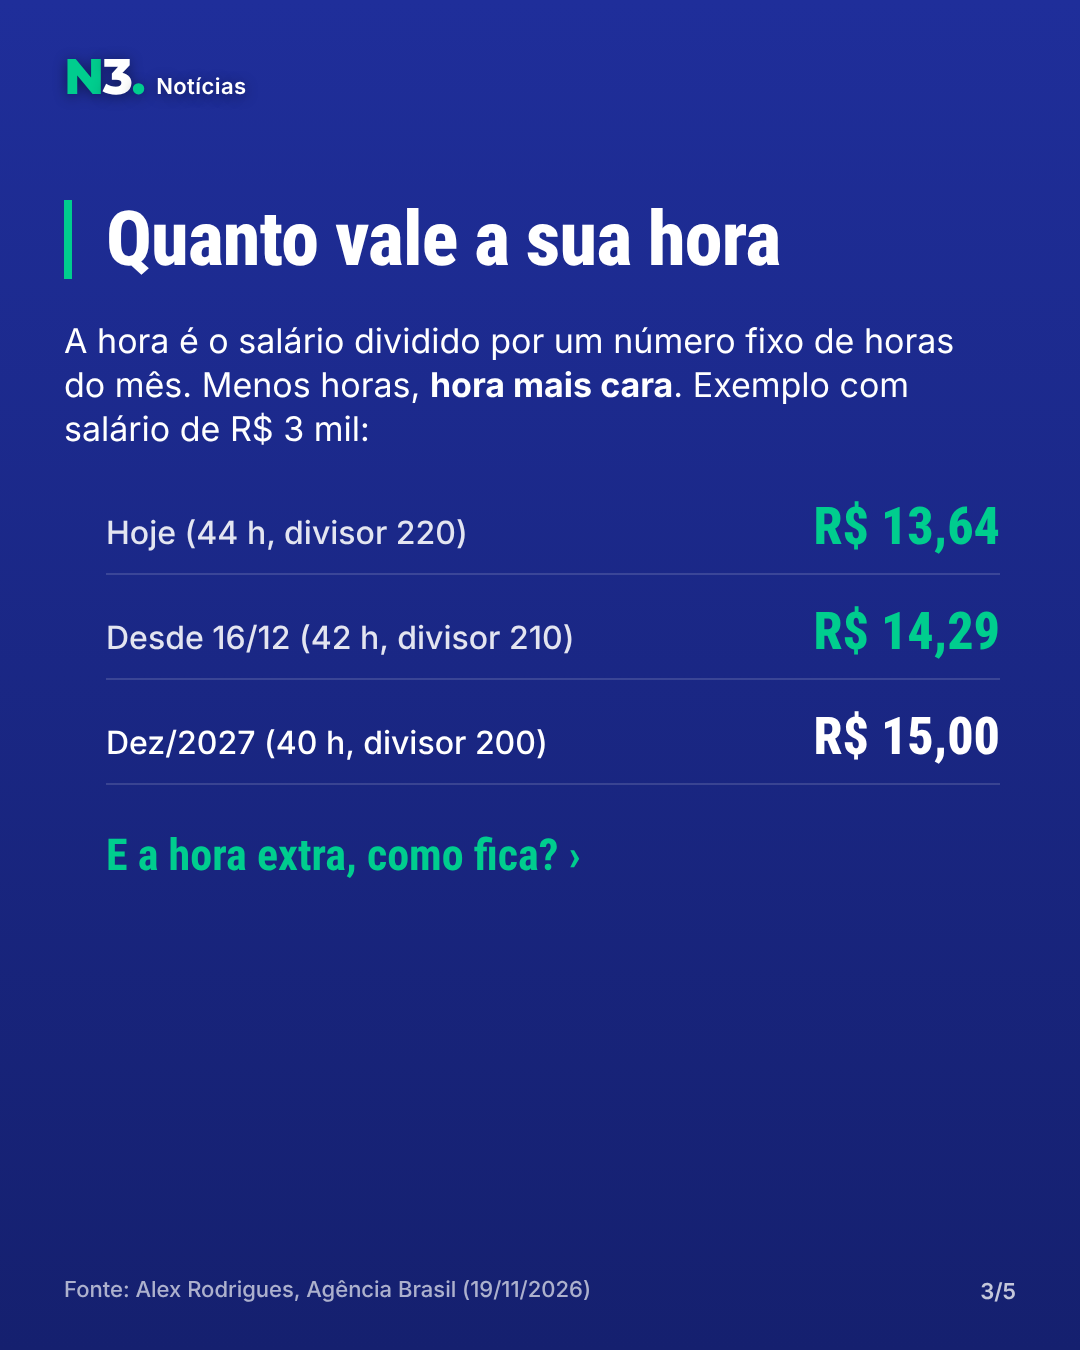 N3. Notícias
Quanto vale a sua hora
A hora é o salário dividido por um número fixo de horas
do mês. Menos horas, hora mais cara. Exemplo com
salário de R$ 3 mil:
Hoje (44 h, divisor 220) R$ 13,64
Desde 16/12 (42 h, divisor 210) R$ 14,29
Dez/2027 (40 h, divisor 200) R$ 15,00
E a hora extra, como fica? ›
Fonte: Alex Rodrigues, Agência Brasil (19/11/2026) 3/5